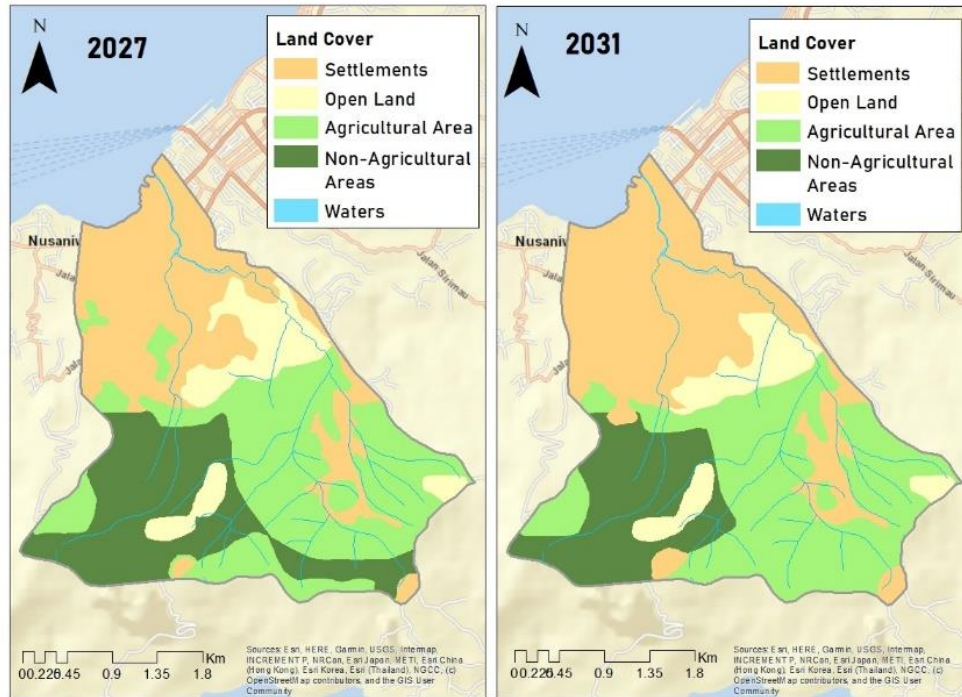 N
2027
Land Cover
Settlements
Open Land
Agricultural Area
Non-Agricultural
Areas
Waters
Nusaniv
Jala
Jalan Sirimau
Jala
Km
00.2250.45 0.9 1.35 1.8
Sources: Esri, HERE, Garmin, USGS, Intermap,
INCREMENT P, NRCan, Esri Japan, METI, Esri China
(Hong Kong), Esri Korea, Esri (Thailand), NGCC, (c)
OpenStreetMap contributors, and the GIS User
Community
N
2031
Land Cover
Settlements
Open Land
Agricultural Area
Non-Agricultural
Areas
Waters
Nusaniv
Jala
Jalan Sirimau
Jala
Km
00.2250.45 0.9 1.35 1.8
Sources: Esri, HERE, Garmin, USGS, Intermap,
INCREMENT P, NRCan, Esri Japan, METI, Esri China
(Hong Kong), Esri Korea, Esri (Thailand), NGCC, (c)
OpenStreetMap contributors, and the GIS User
Community